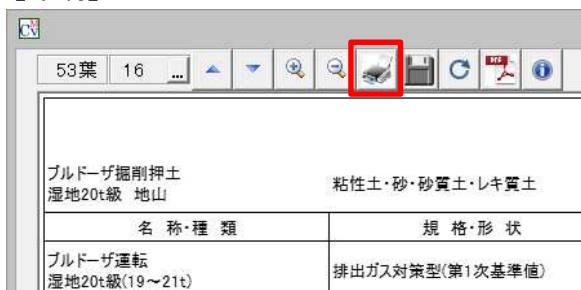 CV
53葉 16 ...
PDF
ブルドーザ掘削押土
湿地20t級 地山
粘性土・砂・砂質土・レキ質土
名 称・種 類
規 格・形 状
ブルドーザ運転
湿地20t級(19～21t)
排出ガス対策型(第1次基準値)